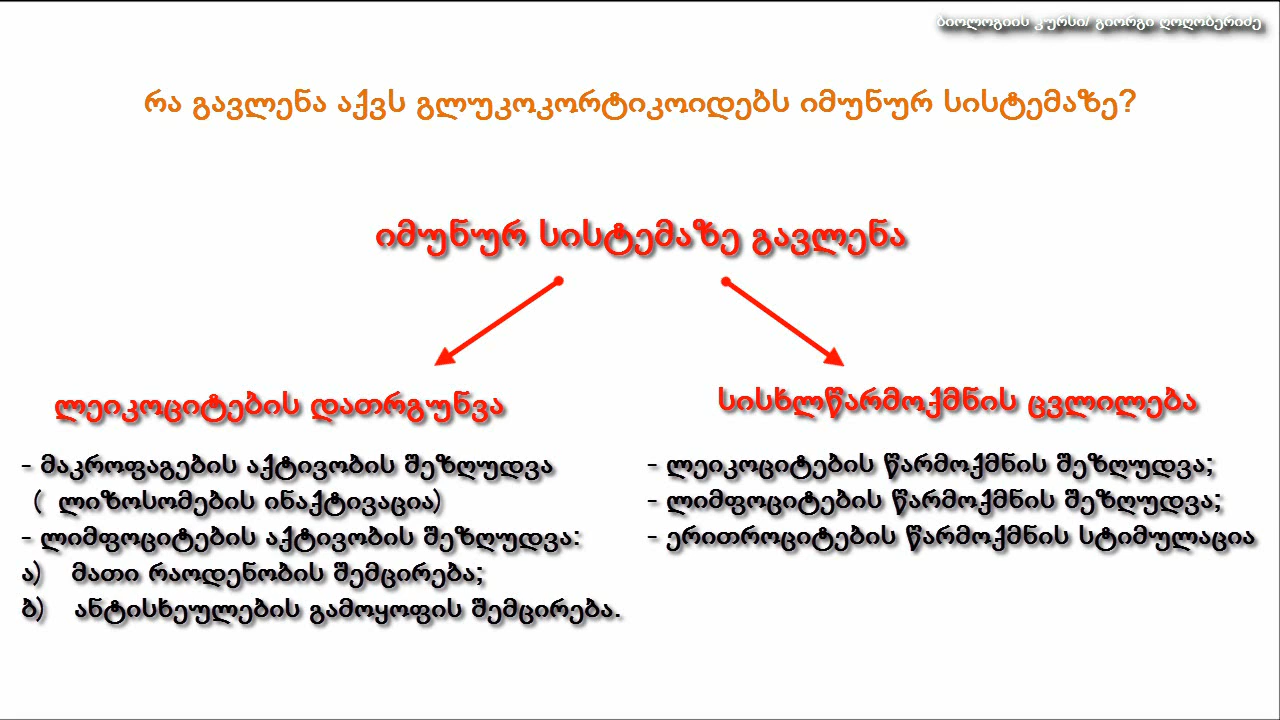 ბიოლოგიის კურსი/ გიორგი ღოღობერიძე
რა გავლენა აქვს გლუკოკორტიკოიდებს იმუნურ სისტემაზე?
იმუნურ სისტემაზე გავლენა
ლეიკოციტების დათრგუნვა
- მაკროფაგების აქტივობის შეზღუდვა
( ლიზოსომების ინაქტივაცია)
- ლიმფოციტების აქტივობის შეზღუდვა:
ა) მათი რაოდენობის შემცირება;
ბ) ანტისხეულების გამოყოფის შემცირება.
სისხლწარმოქმნის ცვლილება
- ლეიკოციტების წარმოქმნის შეზღუდვა;
- ლიმფოციტების წარმოქმნის შეზღუდვა;
- ერითროციტების წარმოქმნის სტიმულაცია